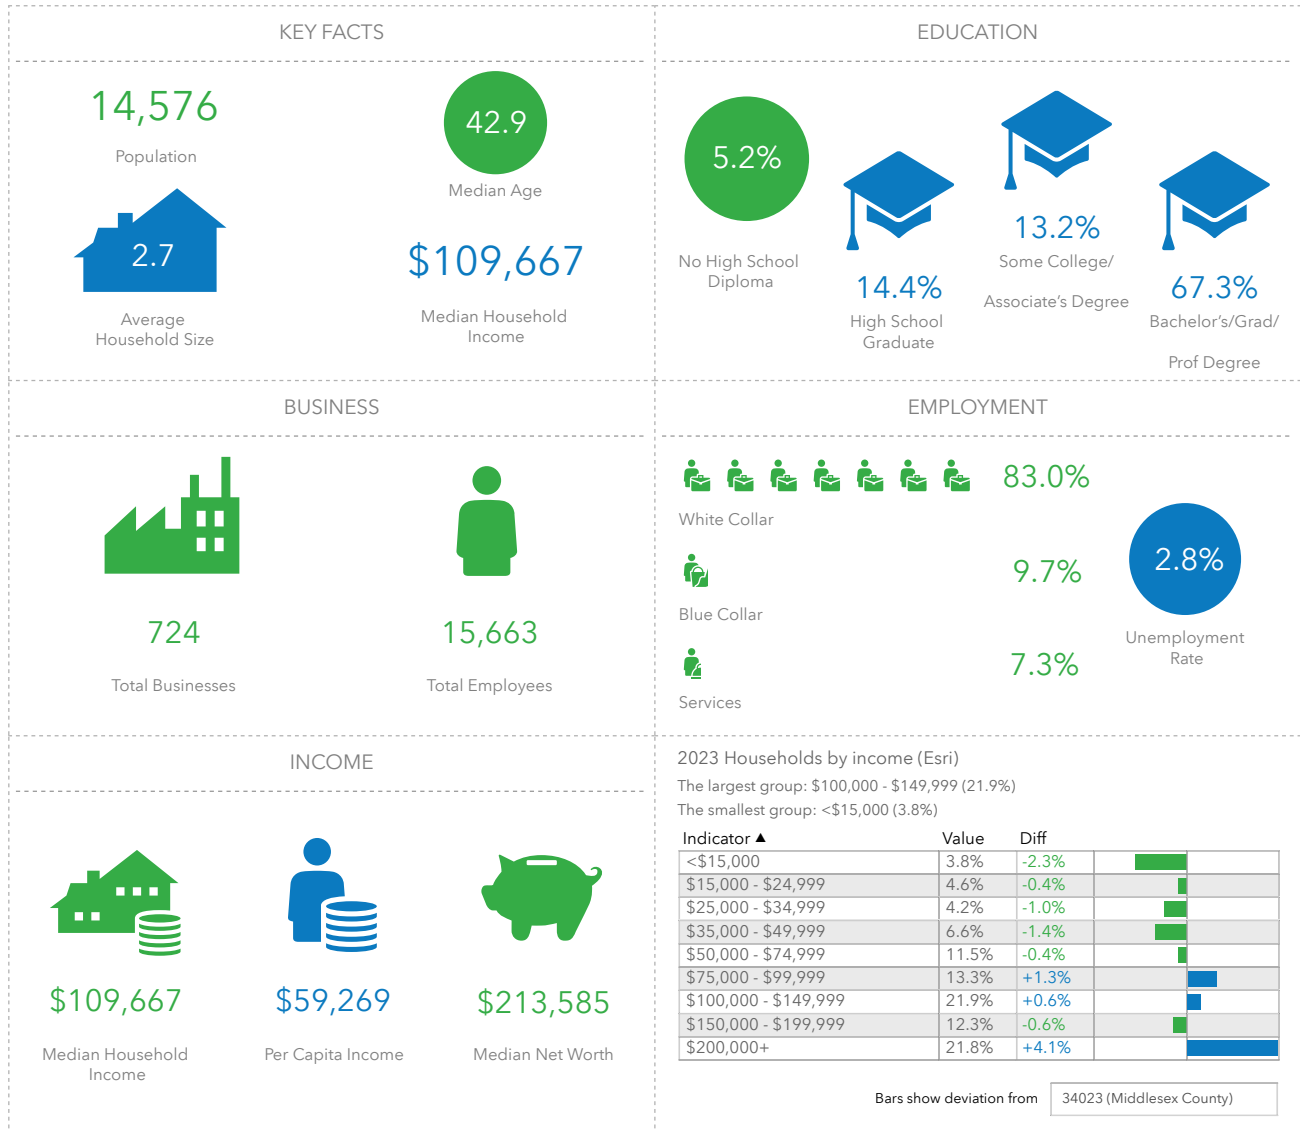 KEY FACTS
14,576
Population
42.9
Median Age
2.7
Average
Household Size
$109,667
Median Household
Income
EDUCATION
5.2%
No High School
Diploma
14.4%
High School
Graduate
13.2%
Some College/
Associate's Degree
67.3%
Bachelor's/Grad/
Prof Degree
BUSINESS
724
Total Businesses
15,663
Total Employees
EMPLOYMENT
83.0%
White Collar
9.7%
Blue Collar
7.3%
Services
2.8%
Unemployment
Rate
INCOME
$109,667
Median Household
Income
$59,269
Per Capita Income
$213,585
Median Net Worth
2023 Households by income (Esri)
The largest group: $100,000 - $149,999 (21.9%)
The smallest group: <$15,000 (3.8%)
Indicator ▲ Value Diff
<$15,000 3.8% -2.3%
$15,000 - $24,999 4.6% -0.4%
$25,000 - $34,999 4.2% -1.0%
$35,000 - $49,999 6.6% -1.4%
$50,000 - $74,999 11.5% -0.4%
$75,000 - $99,999 13.3% +1.3%
$100,000 - $149,999 21.9% +0.6%
$150,000 - $199,999 12.3% -0.6%
$200,000+ 21.8% +4.1%
Bars show deviation from 34023 (Middlesex County)